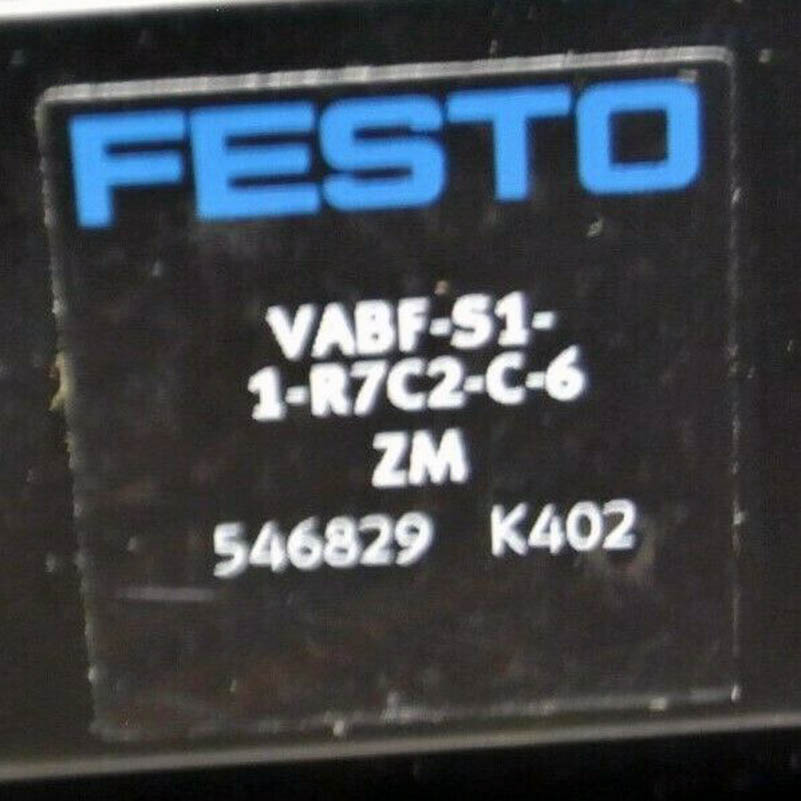 FESTO
VABF-S1-
1-R7C2-C-6
ZM
546829 K402